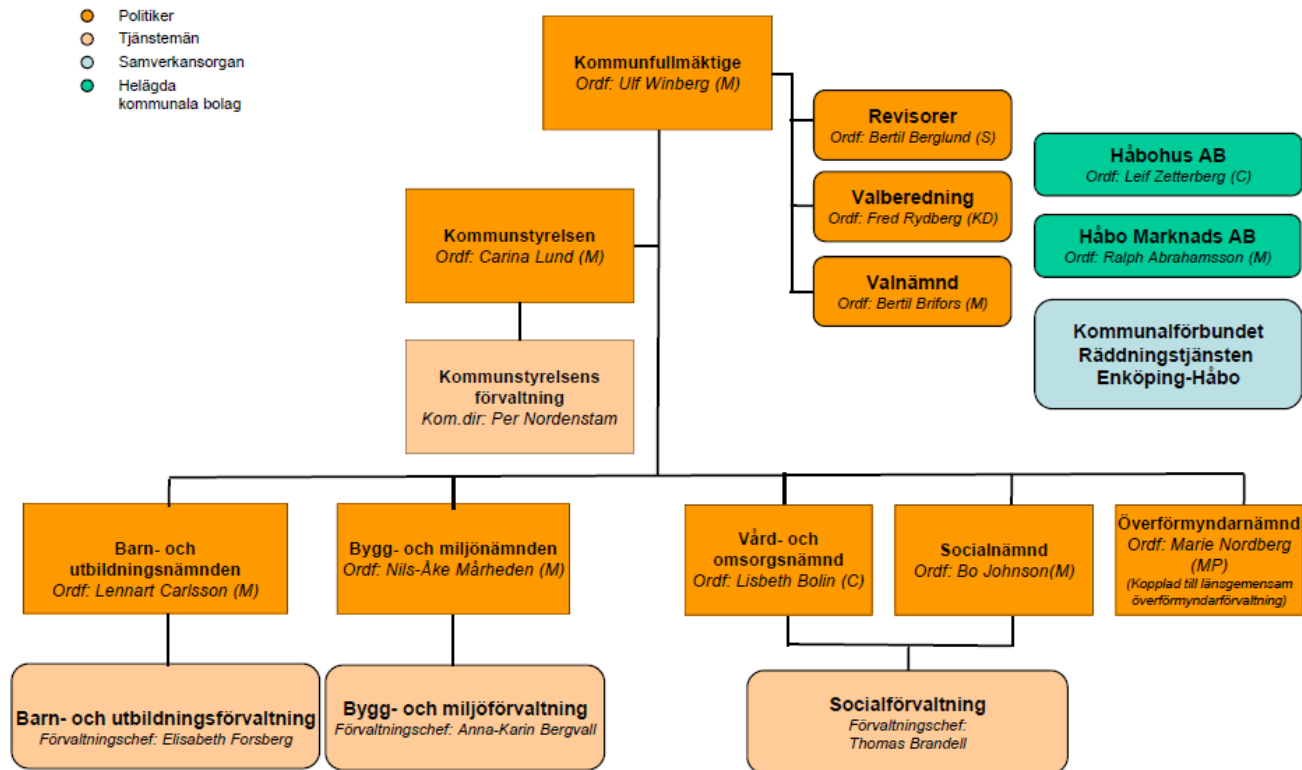 Politiker
Tjänstemän
Samverkansorgan
Helägda
kommunala bolag
Kommunfullmäktige
Ordf: Ulf Winberg (M)
Revisorer
Ordf: Bertil Berglund (S)
Valberedning
Ordf: Fred Rydberg (KD)
Valnämnd
Ordf: Bertil Brifors (M)
Håbohus AB
Ordf: Leif Zetterberg (C)
Håbo Marknads AB
Ordf: Ralph Abrahamsson (M)
Kommunalförbundet
Räddningstjänsten
Enköping-Håbo
Kommunstyrelsen
Ordf: Carina Lund (M)
Kommunstyrelsens
förvaltning
Kom.dir: Per Nordenstam
Barn- och
utbildningsnämnden
Ordf: Lennart Carlsson (M)
Bygg- och miljönämnden
Ordf: Nils-Åke Mårheden (M)
Vård- och
omsorgsnämnd
Ordf: Lisbeth Bolin (C)
Socialnämnd
Ordf: Bo Johnson(M)
Överförmyndarnämnd
Ordf: Marie Nordberg
(MP)
(Kopplad till länsgemensam
överförmyndarförvaltning)
Barn- och utbildningsförvaltning
Förvaltningschef: Elisabeth Forsberg
Bygg- och miljöförvaltning
Förvaltningschef: Anna-Karin Bergvall
Socialförvaltning
Förvaltningschef:
Thomas Brandell